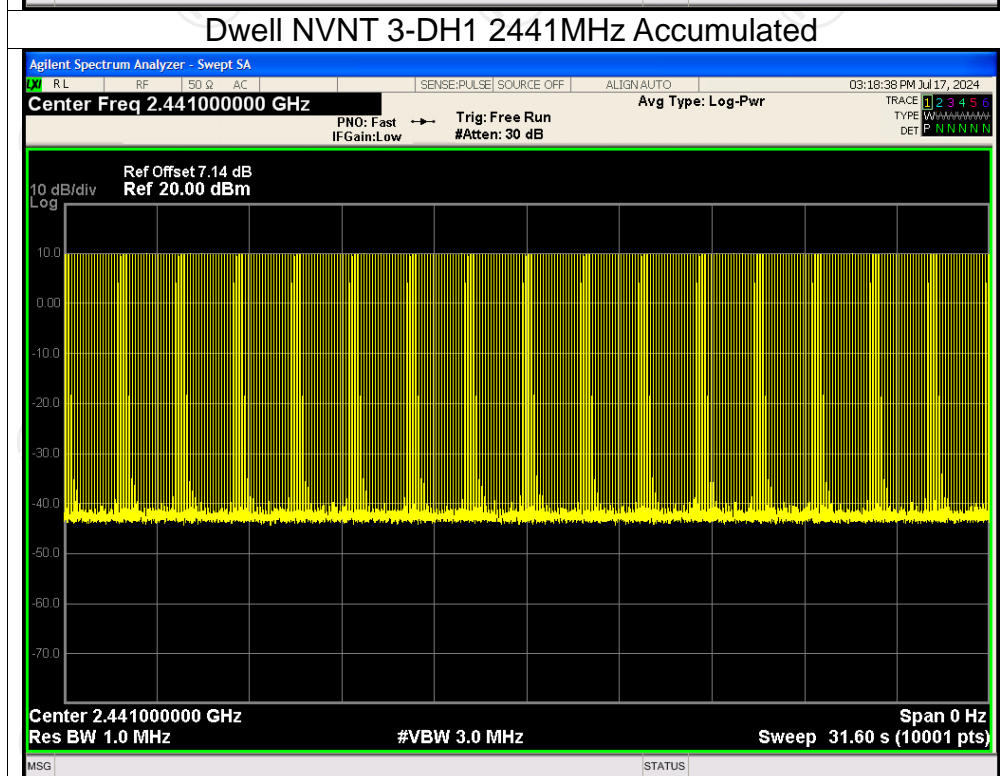 Dwell NVNT 3-DH1 2441MHz Accumulated
Agilent Spectrum Analyzer - Swept SA
LXI RL RF 50 Ω AC SENSE:PULSE SOURCE OFF ALIGN AUTO 03:18:38 PM Jul 17, 2024
Center Freq 2.441000000 GHz Avg Type: Log-Pwr TRACE 1 2 3 4 5 6
PNO: Fast Trig: Free Run TYPE WWWWWW
IFGain:Low #Atten: 30 dB DET P N N N N N
Ref Offset 7.14 dB
10 dB/div Ref 20.00 dBm
Log
10.0
0.00
-10.0
-20.0
-30.0
-40.0
-50.0
-60.0
-70.0
Center 2.441000000 GHz Span 0 Hz
Res BW 1.0 MHz #VBW 3.0 MHz Sweep 31.60 s (10001 pts)
MSG STATUS